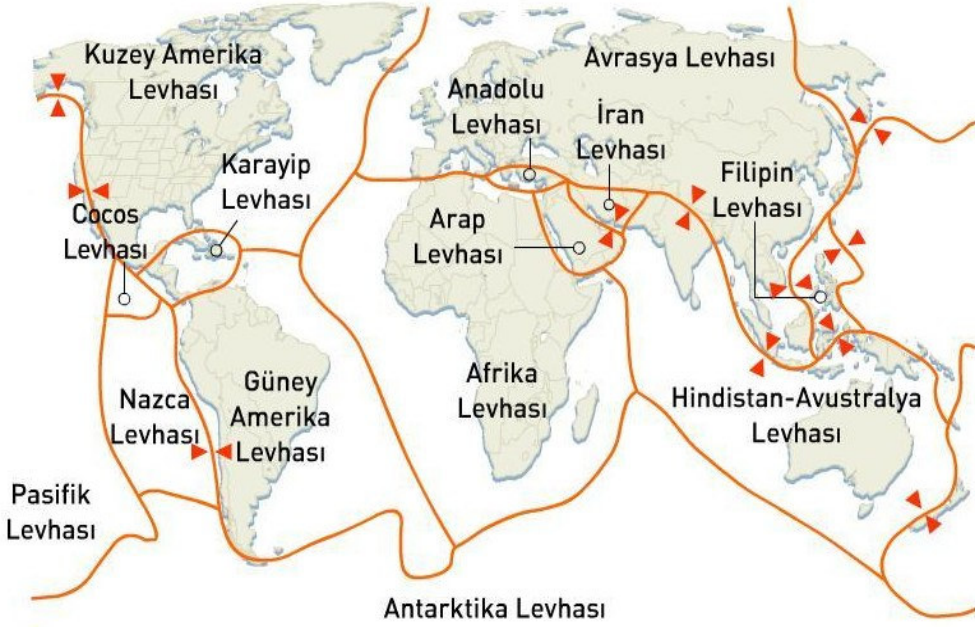 Kuzey Amerika
Levhası
Avrasya Levhası
Anadolu
Levhası
İran
Levhası
Karayip
Levhası
Filipin
Levhası
Cocos
Levhası
Arap
Levhası
Nazca
Levhası
Güney
Amerika
Levhası
Afrika
Levhası
Hindistan-Avustralya
Levhası
Pasifik
Levhası
Antarktika Levhası